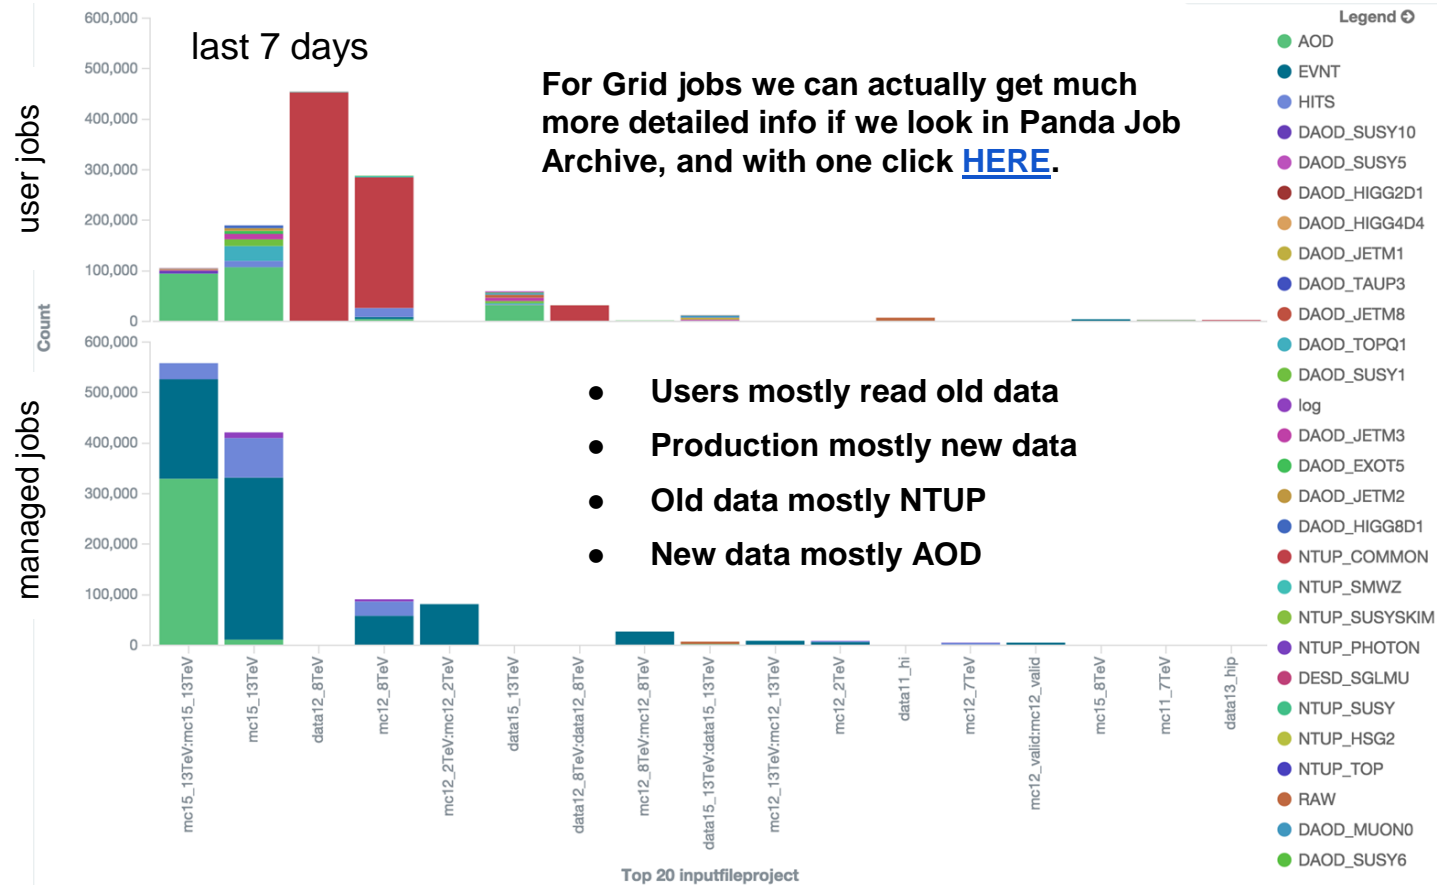 last 7 days
For Grid jobs we can actually get much
more detailed info if we look in Panda Job
Archive, and with one click HERE.
user jobs
600,000
500,000
400,000
300,000
200,000
100,000
0
Count
managed jobs
600,000
500,000
400,000
300,000
200,000
100,000
0
● Users mostly read old data
● Production mostly new data
● Old data mostly NTUP
● New data mostly AOD
mc15_13TeV:mc15_13TeV
mc15_13TeV
data12_8TeV
mc12_8TeV
mc12_2TeV:mc12_2TeV
data15_13TeV
data12_8TeV:data12_8TeV
mc12_8TeV:mc12_8TeV
data15_13TeV:data15_13TeV
mc12_13TeV:mc12_13TeV
mc12_2TeV
data11_hi
mc12_7TeV
mc12_valid:mc12_valid
mc15_8TeV
mc11_7TeV
data13_hip
Top 20 inputfileproject
Legend
AOD
EVNT
HITS
DAOD_SUSY10
DAOD_SUSY5
DAOD_HIGG2D1
DAOD_HIGG4D4
DAOD_JETM1
DAOD_TAUP3
DAOD_JETM8
DAOD_TOPQ1
DAOD_SUSY1
log
DAOD_JETM3
DAOD_EXOT5
DAOD_JETM2
DAOD_HIGG8D1
NTUP_COMMON
NTUP_SMWZ
NTUP_SUSYSKIM
NTUP_PHOTON
DESD_SGLMU
NTUP_SUSY
NTUP_HSG2
NTUP_TOP
RAW
DAOD_MUON0
DAOD_SUSY6